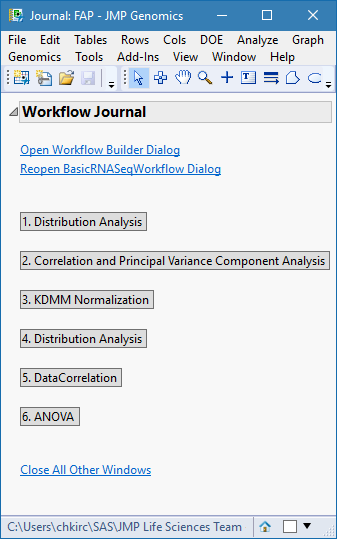 Journal: FAP - JMP Genomics
File Edit Tables Rows Cols DOE Analyze Graph
Genomics Tools Add-Ins View Window Help
Workflow Journal
Open Workflow Builder Dialog
Reopen BasicRNASeqWorkflow Dialog
1. Distribution Analysis
2. Correlation and Principal Variance Component Analysis
3. KDMM Normalization
4. Distribution Analysis
5. DataCorrelation
6. ANOVA
Close All Other Windows
C:\Users\chkirc\SAS\JMP Life Sciences Team